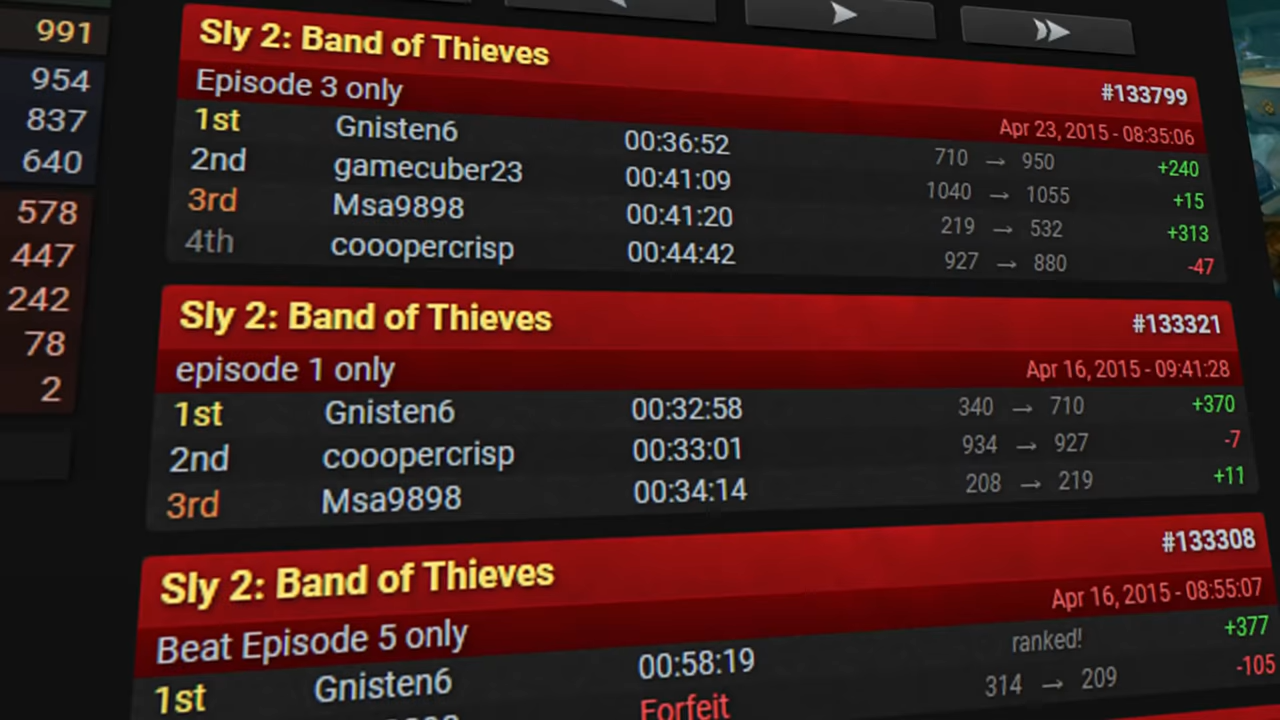 991
954
837
640
578
447
242
78
2
Sly 2: Band of Thieves #133799
Episode 3 only Apr 23, 2015 - 08:35:06
1st Gnisten6 00:36:52 710 → 950 +240
2nd gamecuber23 00:41:09 1040 → 1055 +15
3rd Msa9898 00:41:20 219 → 532 +313
4th cooopercrisp 00:44:42 927 → 880 -47
Sly 2: Band of Thieves #133321
episode 1 only Apr 16, 2015 - 09:41:28
1st Gnisten6 00:32:58 340 → 710 +370
2nd cooopercrisp 00:33:01 934 → 927 -7
3rd Msa9898 00:34:14 208 → 219 +11
Sly 2: Band of Thieves #133308
Beat Episode 5 only Apr 16, 2015 - 08:55:07
1st Gnisten6 00:58:19 ranked! +377
Forfeit 314 → 209 -105